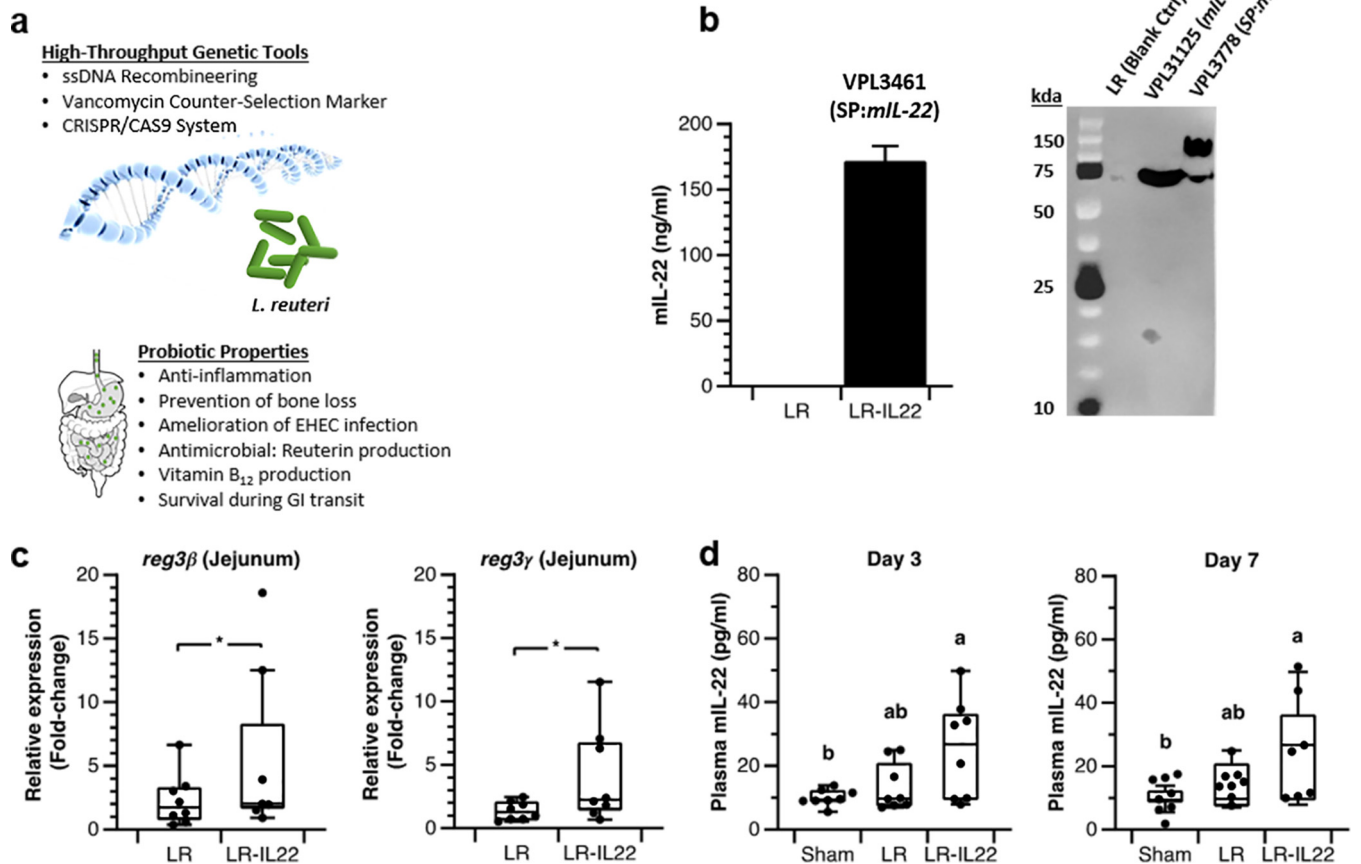 a
High-Throughput Genetic Tools
• ssDNA Recombineering
• Vancomycin Counter-Selection Marker
• CRISPR/CAS9 System
L. reuteri
Probiotic Properties
• Anti-inflammation
• Prevention of bone loss
• Amelioration of EHEC infection
• Antimicrobial: Reuterin production
• Vitamin B12 production
• Survival during GI transit
b
VPL3461
(SP:mIL-22)
mIL-22 (ng/ml)
200
150
100
50
0
LR
LR-IL22
LR (Blank Ctrl)
VPL31125
VPL3778
kda
150
75
50
25
10
c
reg3β (Jejunum)
Relative expression
(Fold-change)
20
15
10
5
0
*
LR
LR-IL22
reg3γ (Jejunum)
Relative expression
(Fold-change)
20
15
10
5
0
*
LR
LR-IL22
d
Day 3
Plasma mIL-22 (pg/ml)
80
60
40
20
0
b
ab
a
Sham
LR
LR-IL22
Day 7
Plasma mIL-22 (pg/ml)
80
60
40
20
0
b
ab
a
Sham
LR
LR-IL22